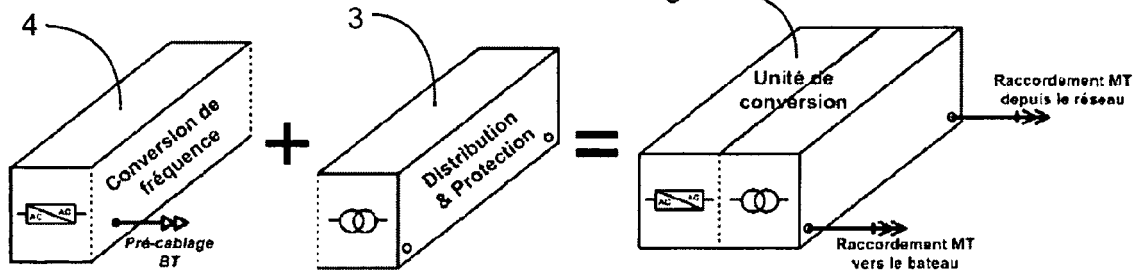 4
3
Conversion de
fréquence
AC AC
Pré-cablage
BT
+
Distribution
& Protection
=
Unité de
conversion
AC AC
Raccordement MT
depuis le réseau
Raccordement MT
vers le bateau